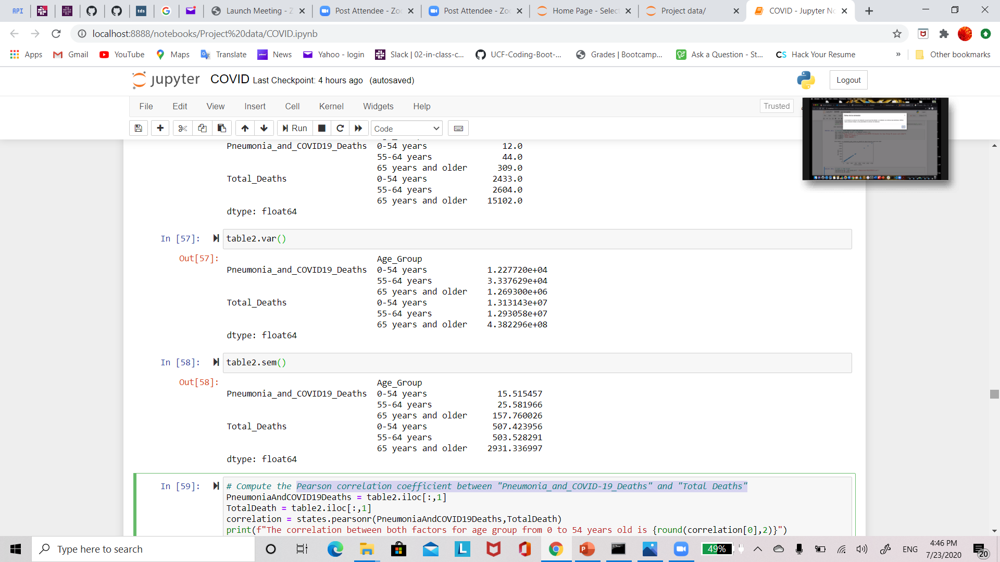 API
tds
Launch Meeting - Z
Post Attendee - Zoo
Post Attendee - Zoo
Home Page - Select
Project data/
COVID - Jupyter No
localhost:8888/notebooks/Project%20data/COVID.ipynb
Apps
Gmail
YouTube
Maps
Translate
News
Yahoo - login
Slack | 02-in-class-c...
UCF-Coding-Boot-...
Grades | Bootcamp...
Ask a Question - St...
CS Hack Your Resume
»
Other bookmarks
jupyter COVID Last Checkpoint: 4 hours ago (autosaved)
Logout
File Edit View Insert Cell Kernel Widgets Help
Trusted
Run
Code
Pneumonia_and_COVID19_Deaths 0-54 years 12.0
55-64 years 44.0
65 years and older 309.0
Total_Deaths 0-54 years 2433.0
55-64 years 2604.0
65 years and older 15102.0
dtype: float64
In [57]: table2.var()
Out[57]: Age_Group
Pneumonia_and_COVID19_Deaths 0-54 years 1.227720e+04
55-64 years 3.337629e+04
65 years and older 1.269300e+06
Total_Deaths 0-54 years 1.313143e+07
55-64 years 1.293058e+07
65 years and older 4.382296e+08
dtype: float64
In [58]: table2.sem()
Out[58]: Age_Group
Pneumonia_and_COVID19_Deaths 0-54 years 15.515457
55-64 years 25.581966
65 years and older 157.760026
Total_Deaths 0-54 years 507.423956
55-64 years 503.528291
65 years and older 2931.336997
dtype: float64
In [59]: # Compute the Pearson correlation coefficient between "Pneumonia_and_COVID-19_Deaths" and "Total Deaths"
PneumoniaAndCOVID19Deaths = table2.iloc[:,1]
TotalDeath = table2.iloc[:,1]
correlation = states.pearsonr(PneumoniaAndCOVID19Deaths,TotalDeath)
print(f"The correlation between both factors for age group from 0 to 54 years old is {round(correlation[0],2)}")
Type here to search
49%
ENG
4:46 PM
7/23/2020
20